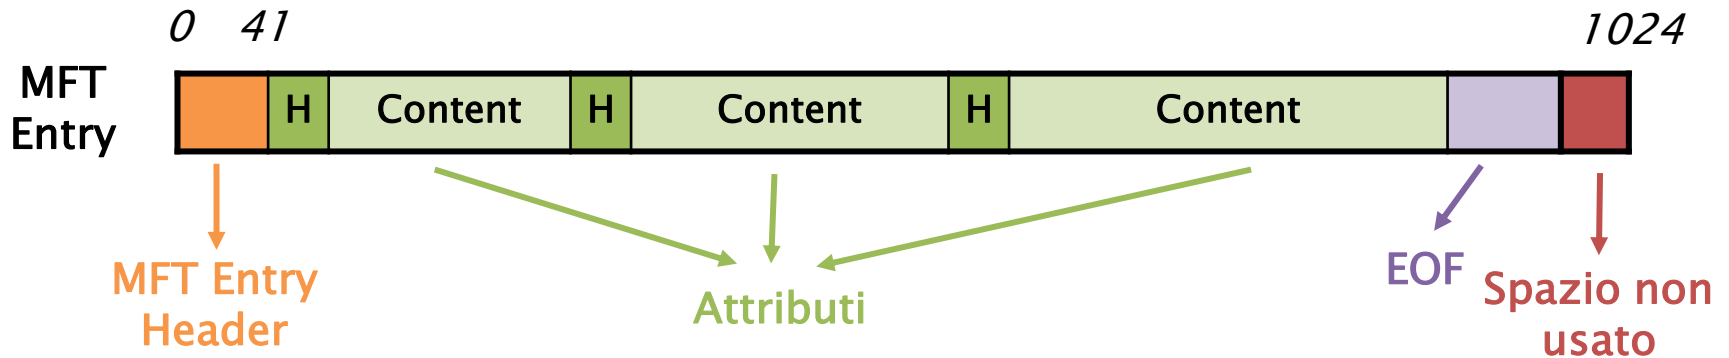 0 41 1024
MFT
Entry
H Content H Content H Content
MFT Entry
Header
Attributi
EOF
Spazio non
usato